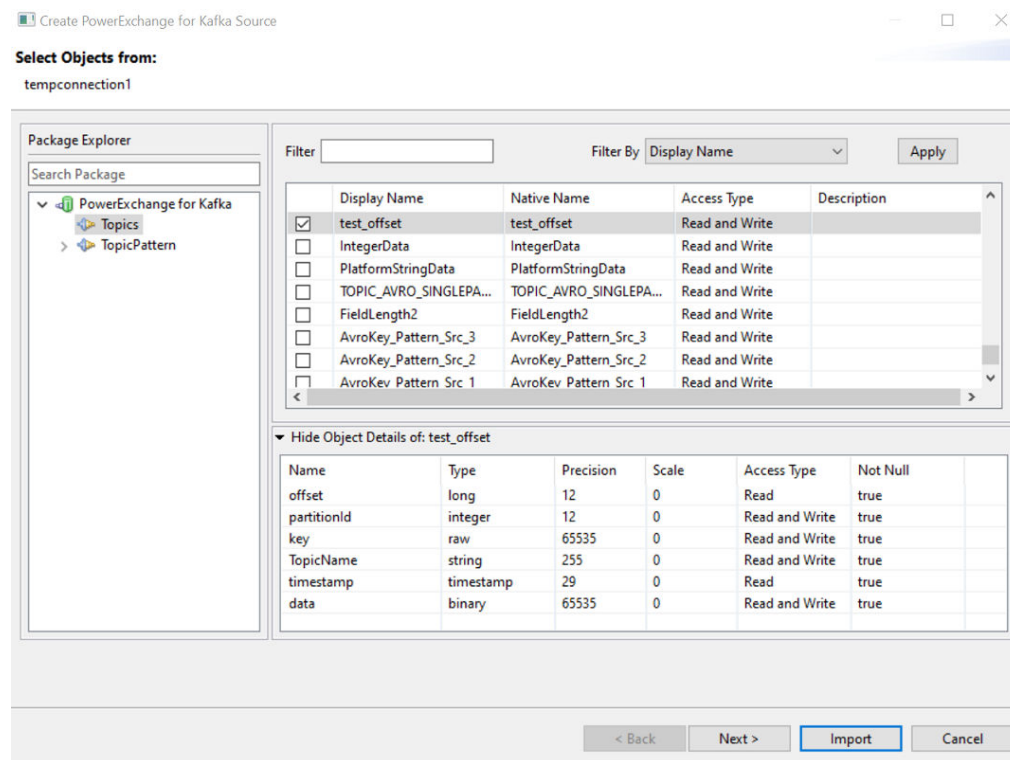 Create PowerExchange for Kafka Source
Select Objects from:
tempconnection1
Package Explorer
Search Package
PowerExchange for Kafka
Topics
TopicPattern
Filter Filter By Display Name Apply
Display Name Native Name Access Type Description
test_offset test_offset Read and Write
IntegerData IntegerData Read and Write
PlatformStringData PlatformStringData Read and Write
TOPIC_AVRO_SINGLEPA... TOPIC_AVRO_SINGLEPA... Read and Write
FieldLength2 FieldLength2 Read and Write
AvroKey_Pattern_Src_3 AvroKey_Pattern_Src_3 Read and Write
AvroKey_Pattern_Src_2 AvroKey_Pattern_Src_2 Read and Write
AvroKey_Pattern_Src_1 AvroKey_Pattern_Src_1 Read and Write
Hide Object Details of: test_offset
Name Type Precision Scale Access Type Not Null
offset long 12 0 Read true
partitionId integer 12 0 Read and Write true
key raw 65535 0 Read and Write true
TopicName string 255 0 Read and Write true
timestamp timestamp 29 0 Read true
data binary 65535 0 Read and Write true
< Back Next > Import Cancel